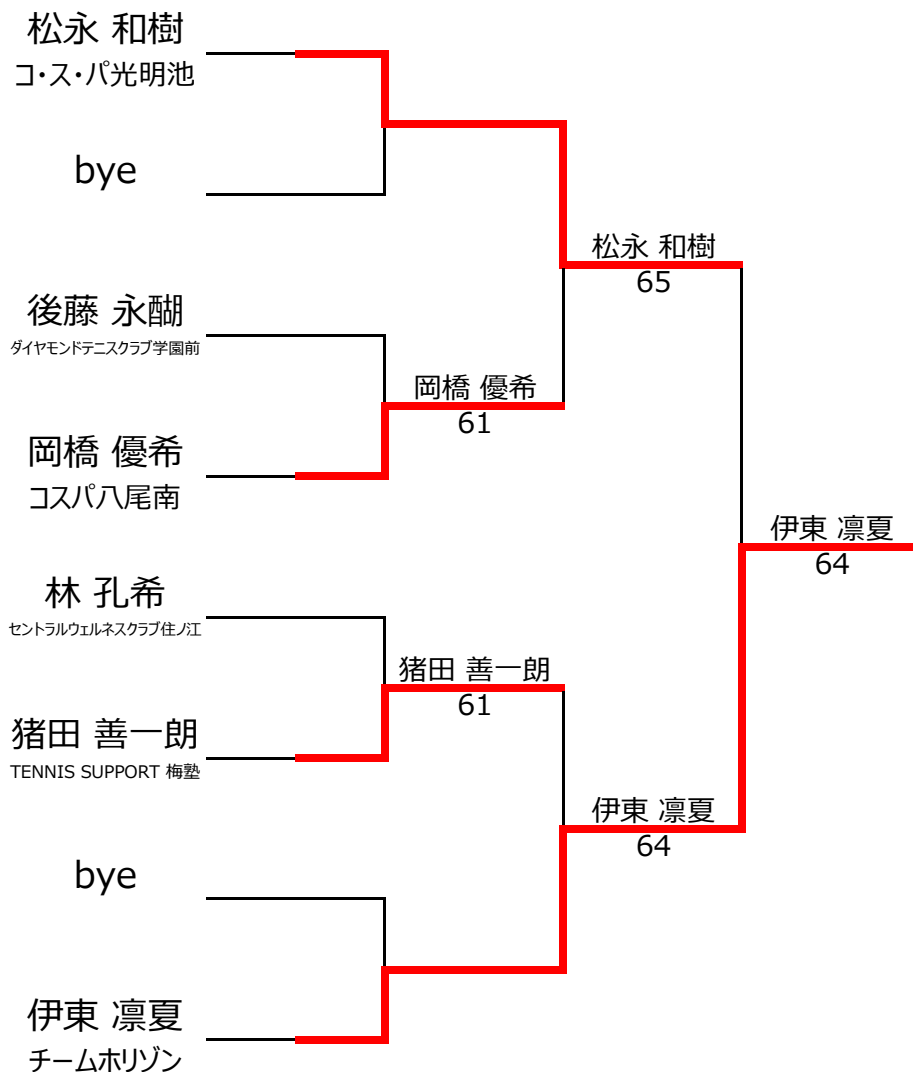 松永 和樹
コ・ス・パ光明池
bye
後藤 永醐
ダイヤモンドテニスクラブ学園前
岡橋 優希
コスパ八尾南
林 孔希
セントラルウェルネスクラブ住ノ江
猪田 善一朗
TENNIS SUPPORT 梅塾
bye
伊東 凛夏
チームホリゾン
岡橋 優希
61
猪田 善一朗
61
松永 和樹
65
伊東 凛夏
64
伊東 凛夏
64